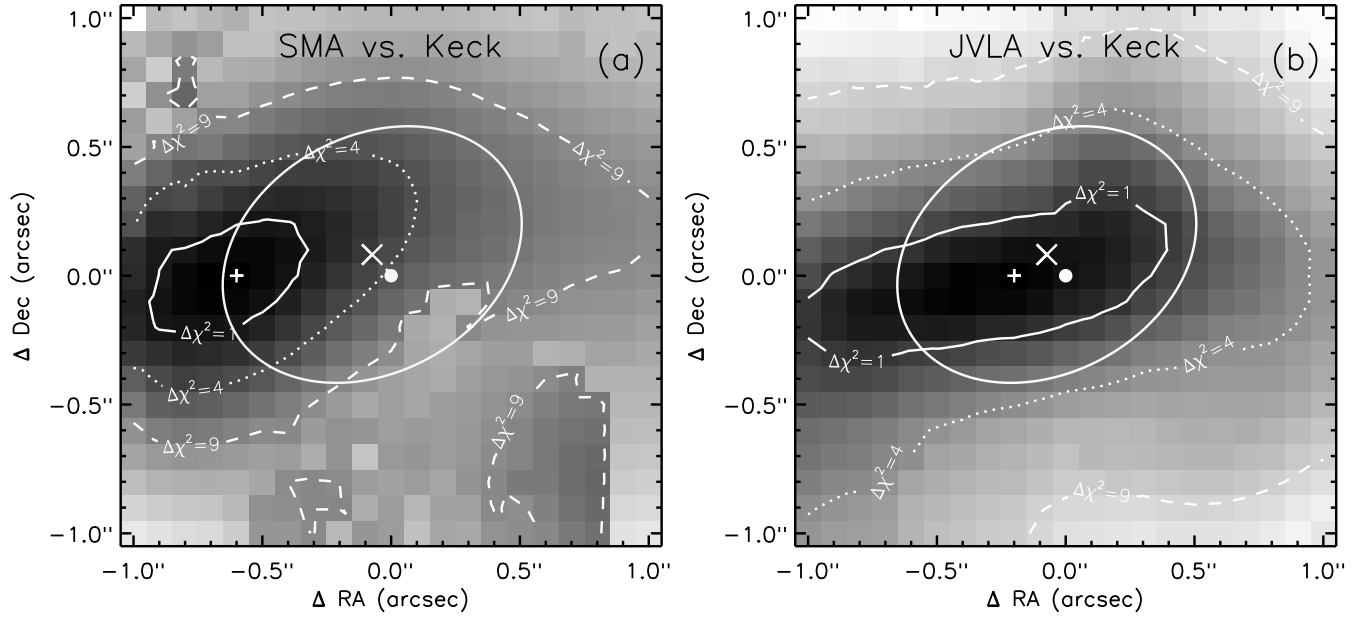 SMA vs. Keck
(a)
Δχ²=9
Δχ²=4
Δχ²=9
Δχ²=1
Δχ²=9
Δχ²=4
Δχ²=9
Δχ²=9
1.0''
0.5''
0.0''
−0.5''
−1.0''
Δ Dec (arcsec)
−1.0'' −0.5'' 0.0'' 0.5'' 1.0''
Δ RA (arcsec)
JVLA vs. Keck
(b)
Δχ²=9
Δχ²=4
Δχ²=1
Δχ²=1
Δχ²=4
Δχ²=4
Δχ²=9
1.0''
0.5''
0.0''
−0.5''
−1.0''
Δ Dec (arcsec)
−1.0'' −0.5'' 0.0'' 0.5'' 1.0''
Δ RA (arcsec)